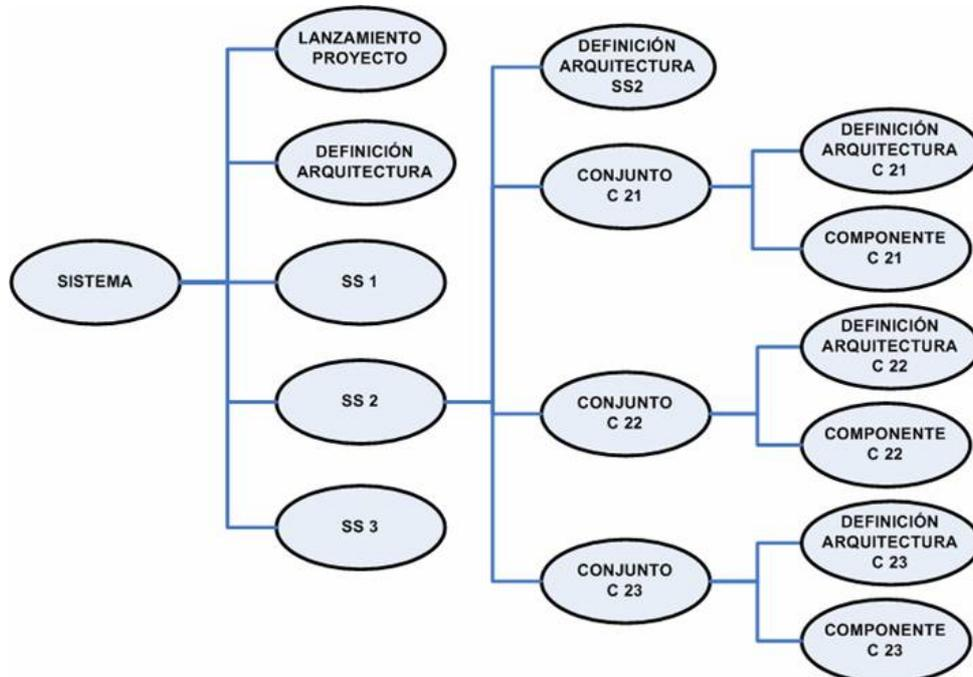 LANZAMIENTO
PROYECTO
DEFINICIÓN
ARQUITECTURA
SISTEMA
SS 1
SS 2
SS 3
DEFINICIÓN
ARQUITECTURA
SS2
CONJUNTO
C 21
CONJUNTO
C 22
CONJUNTO
C 23
DEFINICIÓN
ARQUITECTURA
C 21
COMPONENTE
C 21
DEFINICIÓN
ARQUITECTURA
C 22
COMPONENTE
C 22
DEFINICIÓN
ARQUITECTURA
C 23
COMPONENTE
C 23